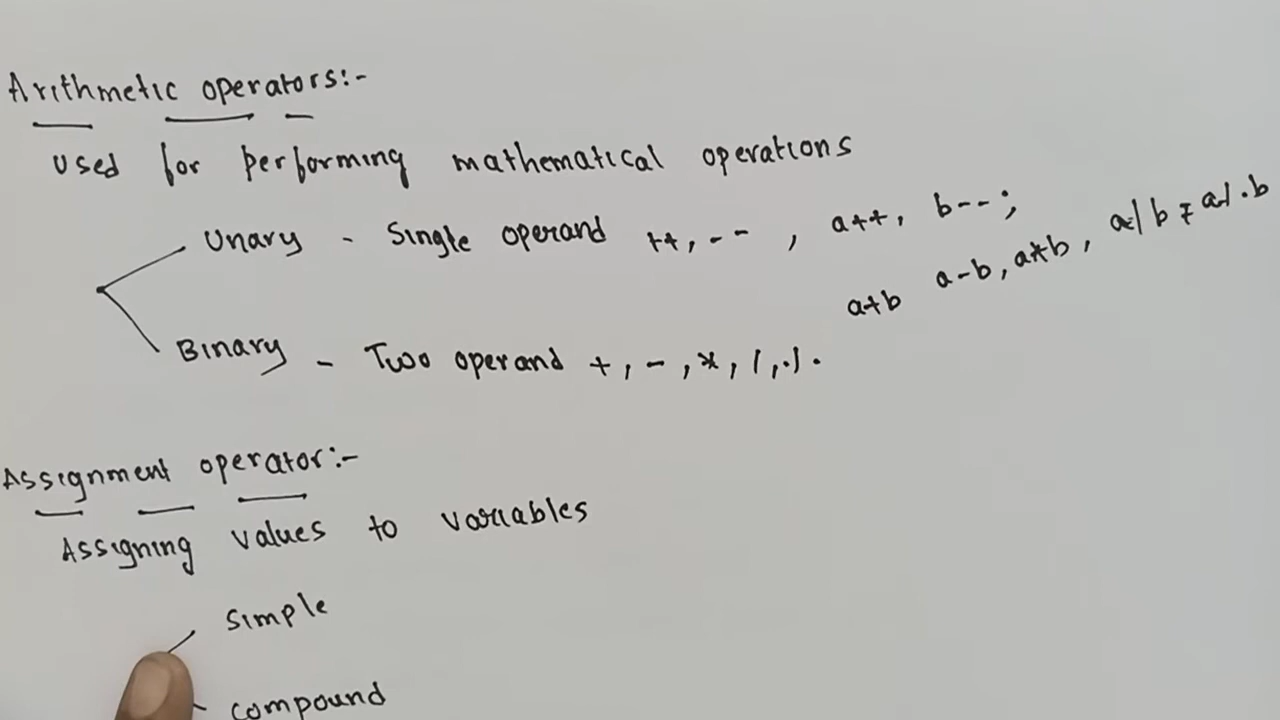 Arithmetic operators:-
Used for performing mathematical operations
Unary - Single operand ++, -- , a++, b--;
a+b a-b, a*b, a/b, a%b
Binary - Two operand +, -, *, /, %.
Assignment operator:-
Assigning values to variables
Simple
Compound